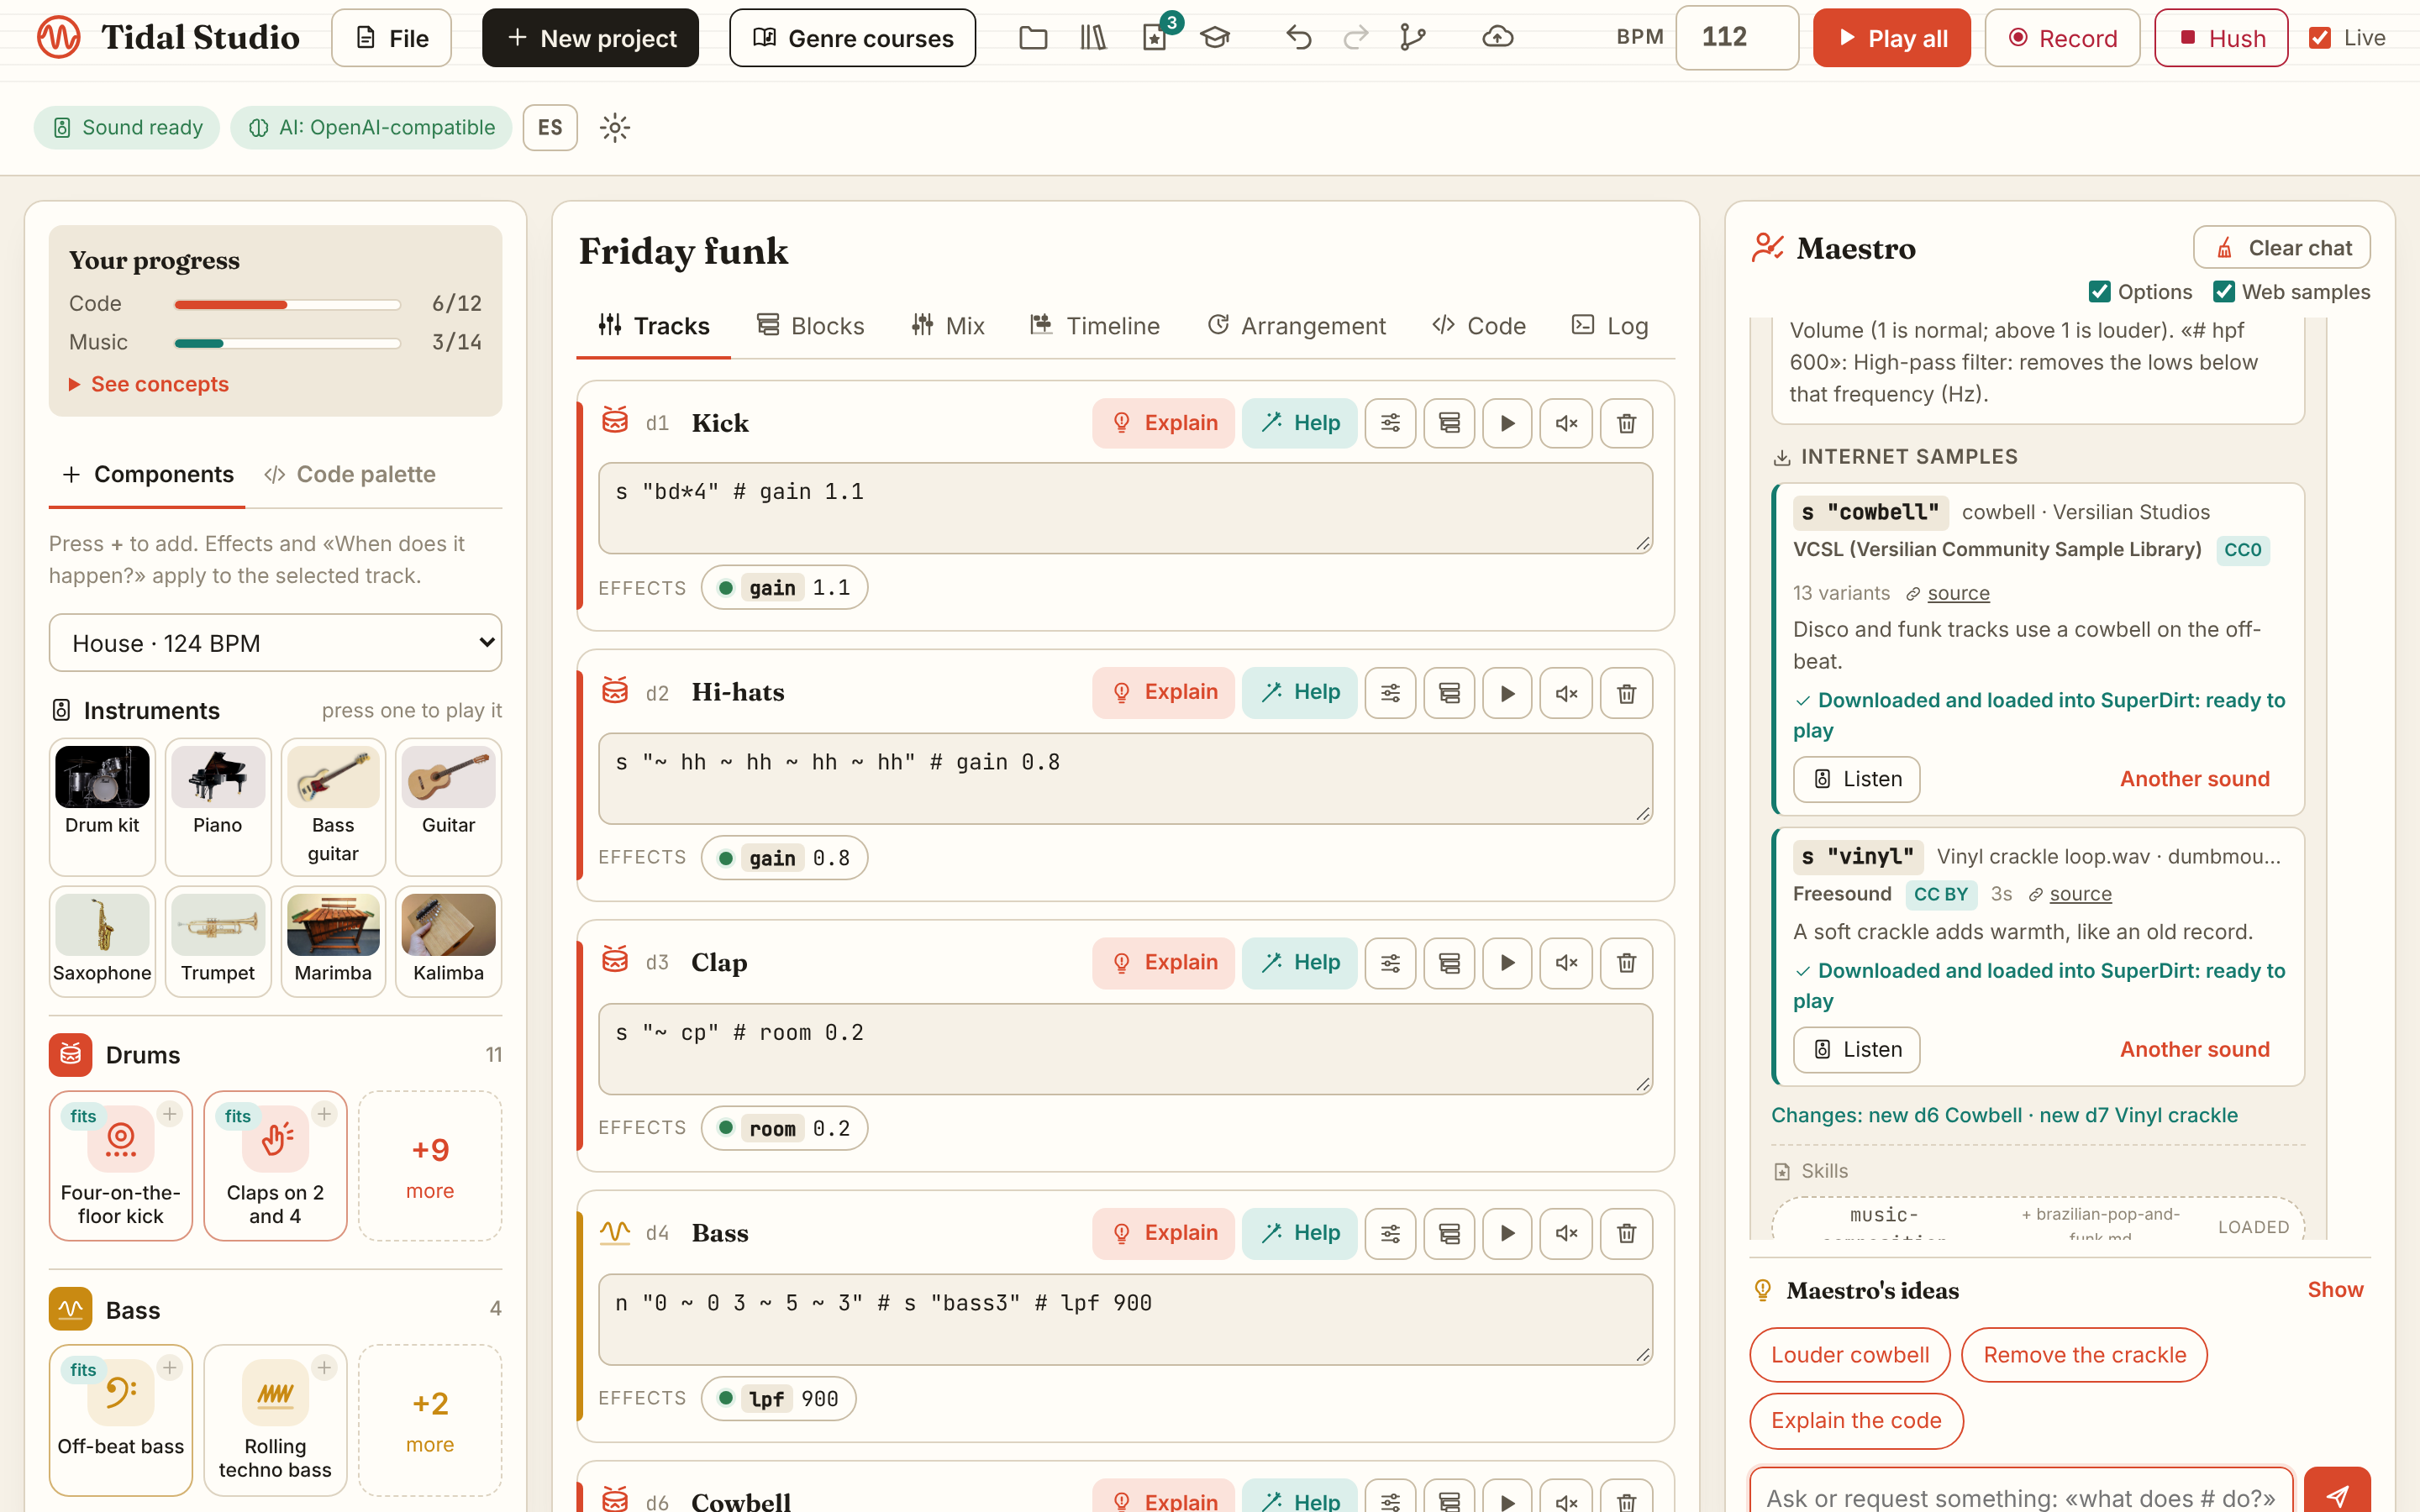 Tidal Studio
File
New project
Genre courses
3
BPM
112
Play all
Record
Hush
Live
Sound ready
AI: OpenAI-compatible
ES
Your progress
Code
6/12
Music
3/14
See concepts
Components
Code palette
Press + to add. Effects and «When does it
happen?» apply to the selected track.
House · 124 BPM
Instruments
press one to play it
Drum kit
Piano
Bass
guitar
Guitar
Saxophone
Trumpet
Marimba
Kalimba
Drums
11
fits
Four-on-the-
floor kick
fits
Claps on 2
and 4
+9
more
Bass
4
fits
Off-beat bass
Rolling
techno bass
+2
more
Friday funk
Tracks
Blocks
Mix
Timeline
Arrangement
Code
Log
d1
Kick
Explain
Help
s "bd*4" # gain 1.1
EFFECTS
gain 1.1
d2
Hi-hats
Explain
Help
s "~ hh ~ hh ~ hh ~ hh" # gain 0.8
EFFECTS
gain 0.8
d3
Clap
Explain
Help
s "~ cp" # room 0.2
EFFECTS
room 0.2
d4
Bass
Explain
Help
n "0 ~ 0 3 ~ 5 ~ 3" # s "bass3" # lpf 900
EFFECTS
lpf 900
d6
Cowbell
Explain
Help
Maestro
Clear chat
Options
Web samples
Volume (1 is normal; above 1 is louder). «# hpf
600»: High-pass filter: removes the lows below
that frequency (Hz).
INTERNET SAMPLES
s "cowbell" cowbell · Versilian Studios
VCSL (Versilian Community Sample Library) CC0
13 variants source
Disco and funk tracks use a cowbell on the off-
beat.
Downloaded and loaded into SuperDirt: ready to
play
Listen
Another sound
s "vinyl" Vinyl crackle loop.wav · dumbmou...
Freesound CC BY 3s source
A soft crackle adds warmth, like an old record.
Downloaded and loaded into SuperDirt: ready to
play
Listen
Another sound
Changes: new d6 Cowbell · new d7 Vinyl crackle
Skills
music-
composition
+ brazilian-pop-and-
funk.md
LOADED
Maestro's ideas
Show
Louder cowbell
Remove the crackle
Explain the code
Ask or request something: «what does # do?»